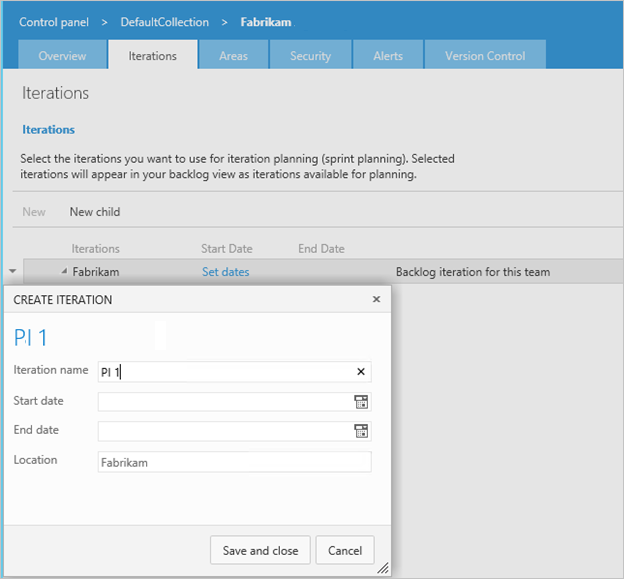 Control panel > DefaultCollection > Fabrikam
Overview Iterations Areas Security Alerts Version Control
Iterations
Iterations
Select the iterations you want to use for iteration planning (sprint planning). Selected
iterations will appear in your backlog view as iterations available for planning.
New New child
Iterations Start Date End Date
Fabrikam Set dates Backlog iteration for this team
CREATE ITERATION
PI 1
Iteration name PI 1
Start date
End date
Location Fabrikam
Save and close Cancel